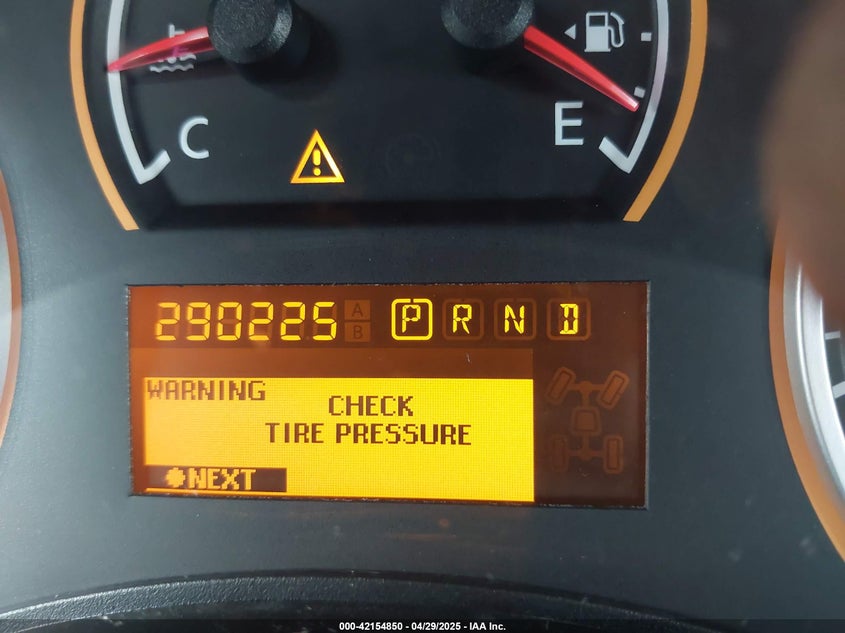 C
E
290225 A B P R N D
WARNING
CHECK
TIRE PRESSURE
✽NEXT
000-42154850 - 04/29/2025 - IAA Inc.